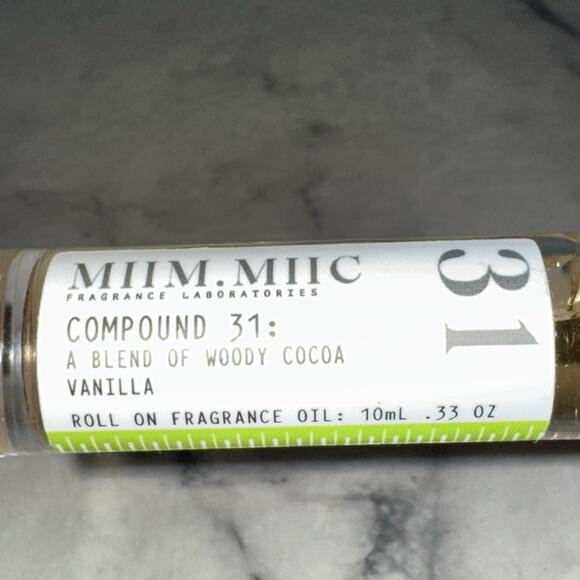 MIIM.MIIC
FRAGRANCE LABORATORIES
COMPOUND 31:
A BLEND OF WOODY COCOA
VANILLA
ROLL ON FRAGRANCE OIL: 10mL .33 OZ
31